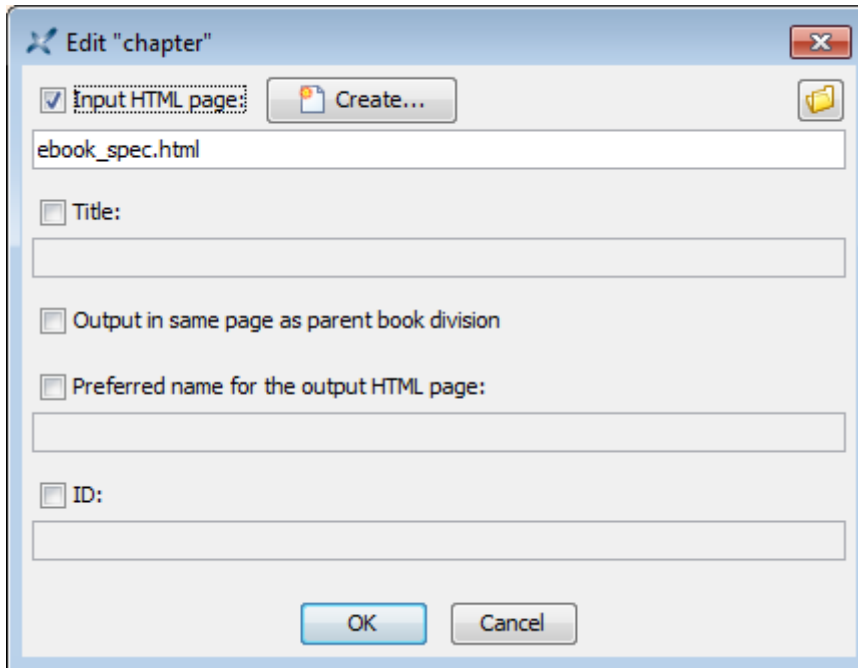 Edit "chapter"
Input HTML page: Create...
ebook_spec.html
Title:
Output in same page as parent book division
Preferred name for the output HTML page:
ID:
OK Cancel